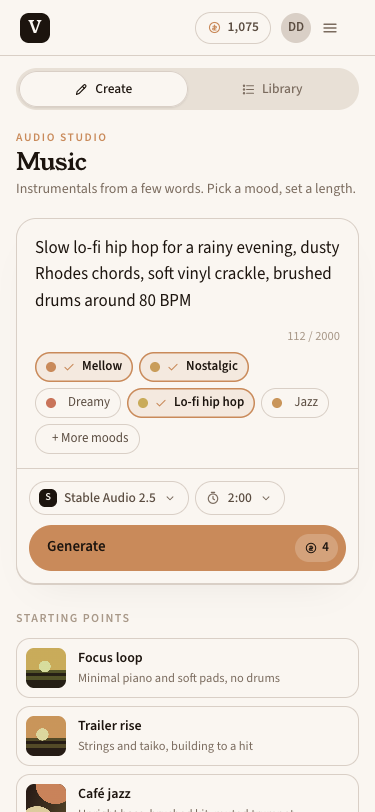 V
1,075
DD
Create
Library
AUDIO STUDIO
Music
Instrumentals from a few words. Pick a mood, set a length.
Slow lo-fi hip hop for a rainy evening, dusty
Rhodes chords, soft vinyl crackle, brushed
drums around 80 BPM
112 / 2000
Mellow
Nostalgic
Dreamy
Lo-fi hip hop
Jazz
+ More moods
S
Stable Audio 2.5
2:00
Generate
4
STARTING POINTS
Focus loop
Minimal piano and soft pads, no drums
Trailer rise
Strings and taiko, building to a hit
Café jazz